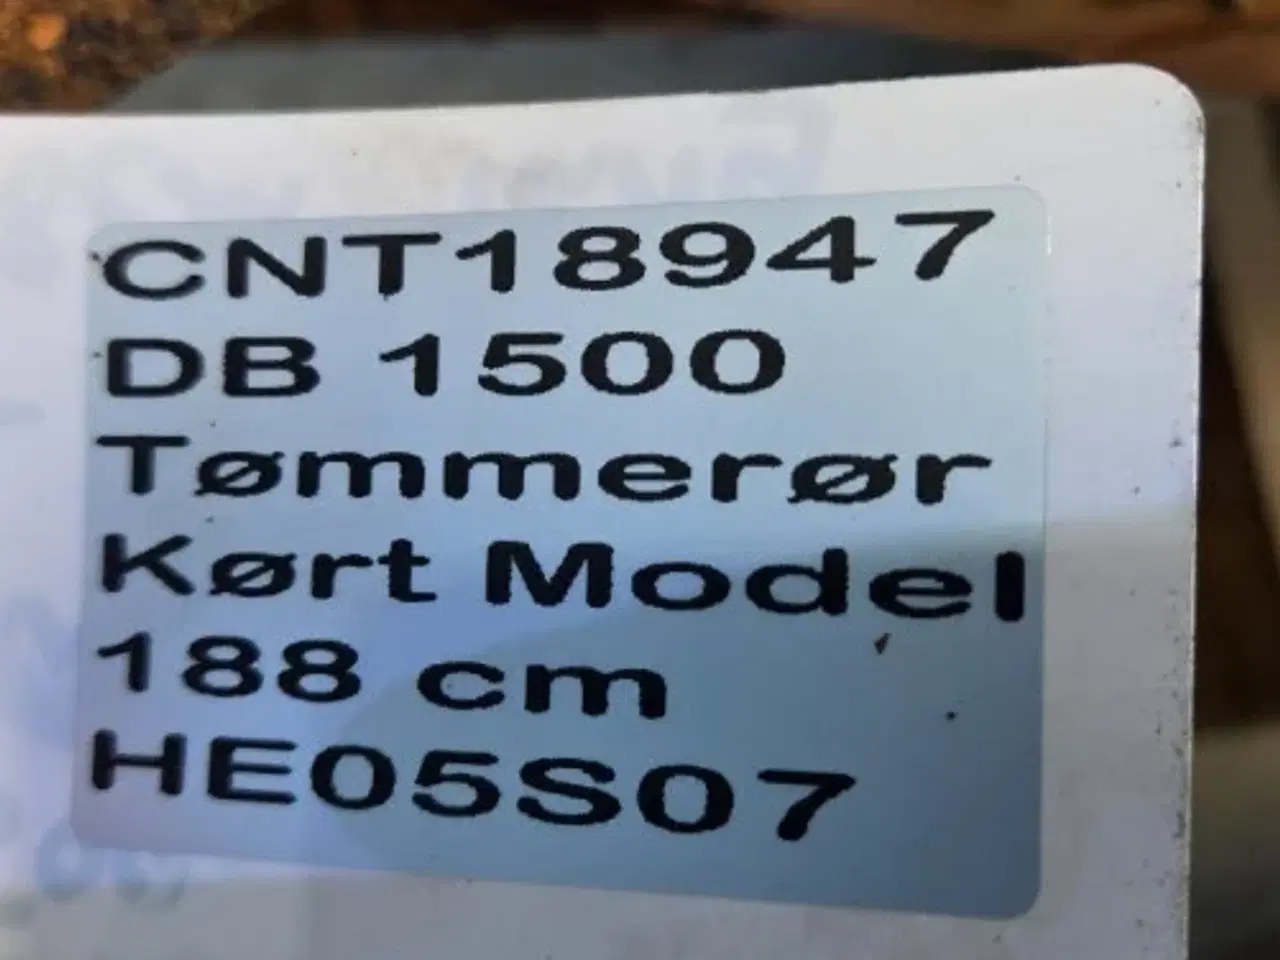 CNT18947
DB 1500
Tømmerør
Kørt Model
188 cm
HE05S07